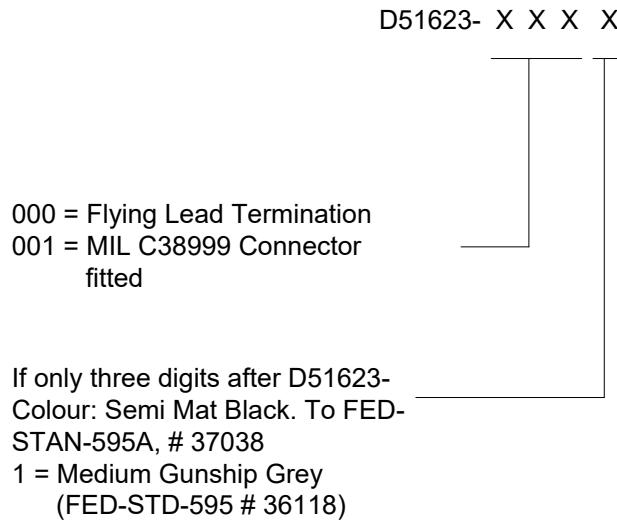 D51623- X X X X
000 = Flying Lead Termination
001 = MIL C38999 Connector
fitted
If only three digits after D51623-
Colour: Semi Mat Black. To FED-
STAN-595A, # 37038
1 = Medium Gunship Grey
(FED-STD-595 # 36118)